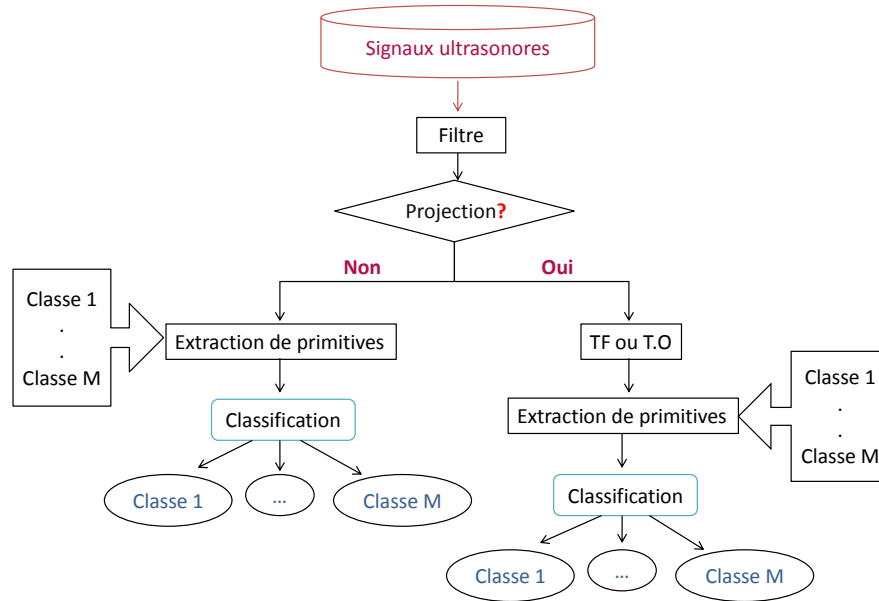 Signaux ultrasonores
Filtre
Projection?
Non
Oui
Classe 1
.
.
Classe M
Extraction de primitives
TF ou T.O
Classe 1
.
.
Classe M
Classification
Extraction de primitives
Classe 1
...
Classe M
Classification
Classe 1
...
Classe M